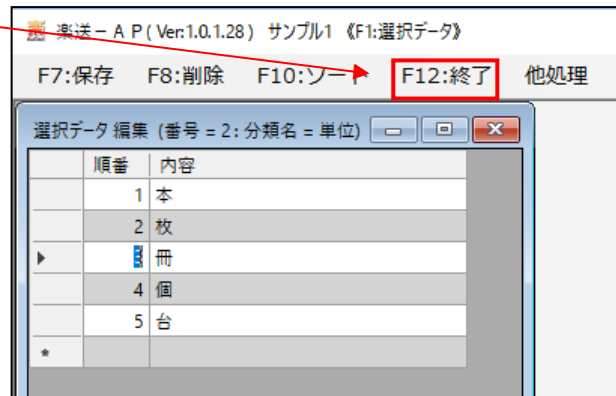 楽送－ＡＰ(Ver:1.0.1.28) サンプル1 《F1:選択データ》
F7:保存 F8:削除 F10:ソート F12:終了 他処理
選択データ 編集 (番号 = 2 : 分類名 = 単位)
順番 内容
1 本
2 枚
3 冊
4 個
5 台
*